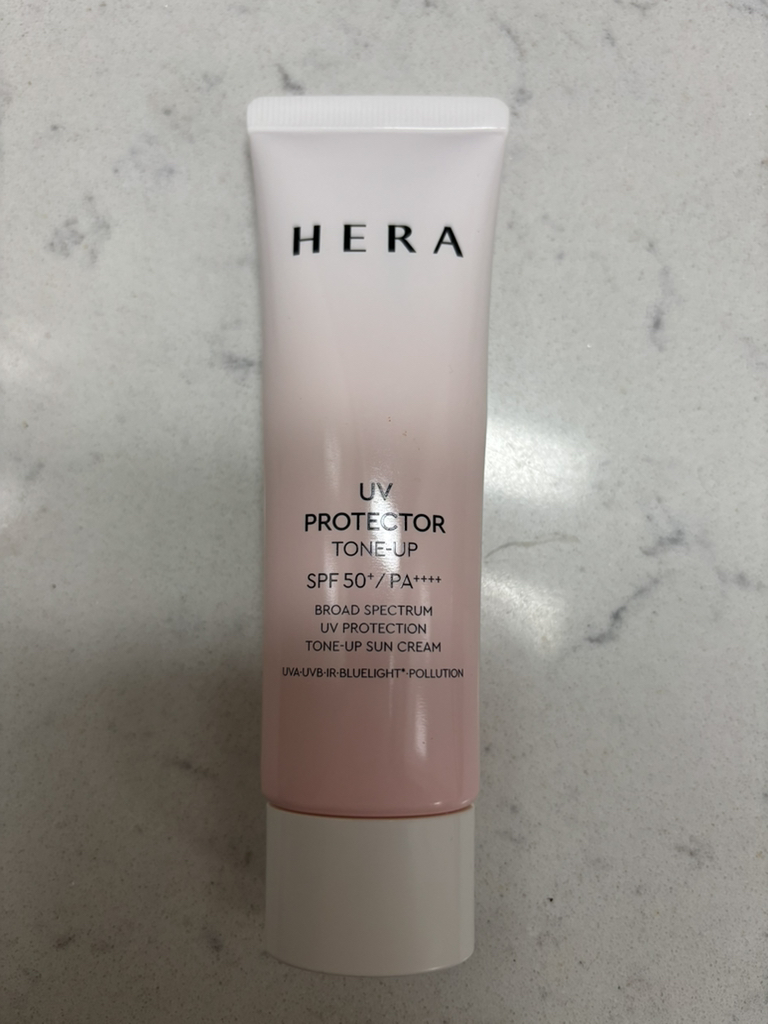 HERA
UV
PROTECTOR
TONE-UP
SPF 50⁺/ PA⁺⁺⁺⁺
BROAD SPECTRUM
UV PROTECTION
TONE-UP SUN CREAM
UVA·UVB·IR·BLUELIGHT*·POLLUTION